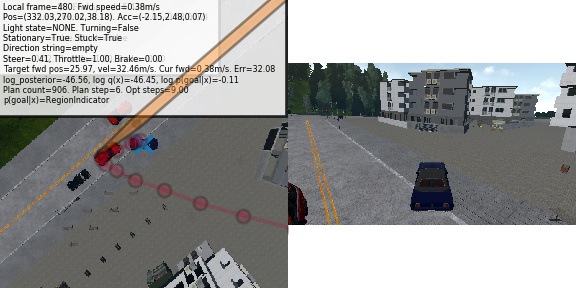 Local frame=480. Fwd speed=0.38m/s
Pos=(332.03,270.02,38.18). Acc=(-2.15,2.48,0.07)
Light state=NONE. Turning=False
Stationary=True. Stuck=True
Direction string=empty
Steer=0.41, Throttle=1.00, Brake=0.00
Target fwd pos=25.97, vel=32.46m/s. Cur fwd=0.38m/s. Err=32.08
log_posterior=-46.56, log q(x)=-46.45, log p(goal|x)=-0.11
Plan count=906. Plan step=6. Opt steps=9.00
p(goal|x)=RegionIndicator